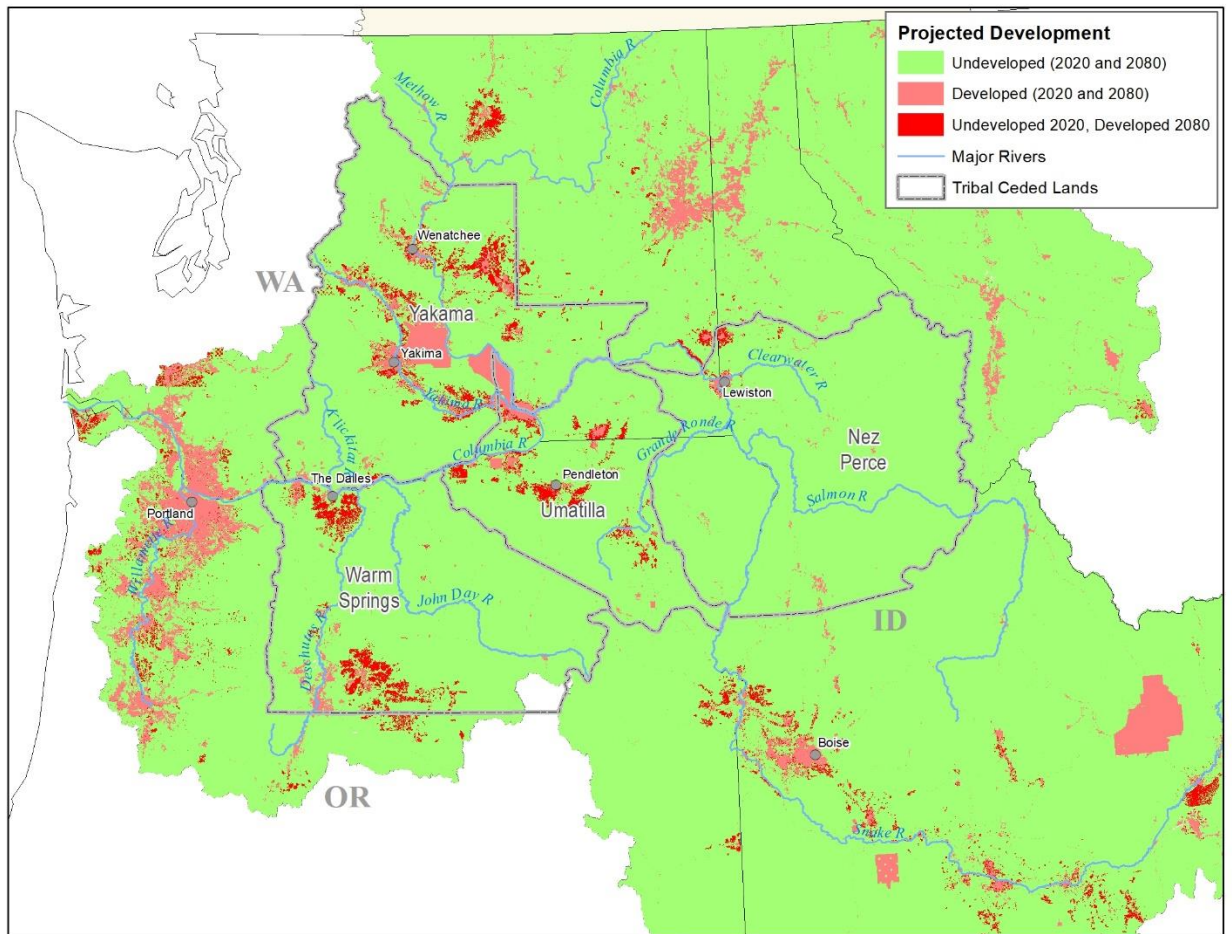 Projected Development
Undeveloped (2020 and 2080)
Developed (2020 and 2080)
Undeveloped 2020, Developed 2080
Major Rivers
Tribal Ceded Lands
Methow R
Columbia R
Wenatchee
WA
Yakama
Yakima
Yakima R
Clearwater R
Lewiston
Klickitat R
Columbia R
Grande Ronde R
Nez
Perce
The Dalles
Pendleton
Umatilla
Salmon R
Portland
Willamette R
Warm
Springs
John Day R
ID
Deschutes R
Boise
OR
Snake R